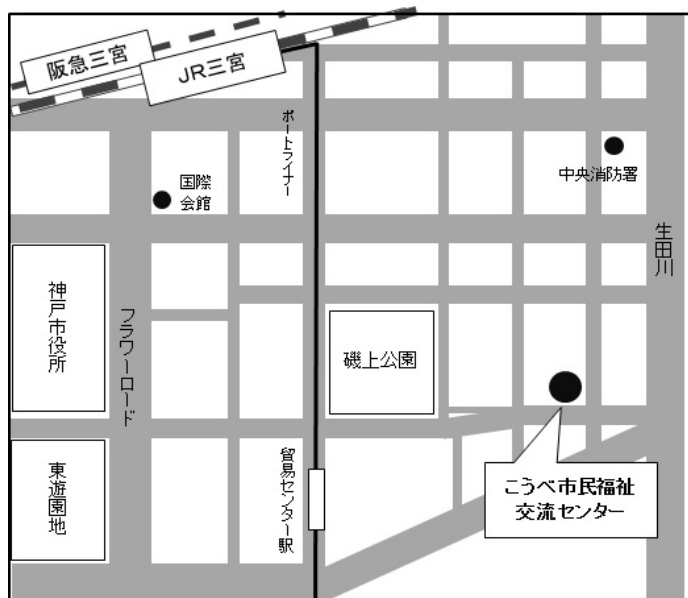 阪急三宮
JR三宮
ポートライナー
国際
会館
中央消防署
生田川
神戸市役所
フラワーロード
磯上公園
東遊園地
貿易センター駅
こうべ市民福祉
交流センター